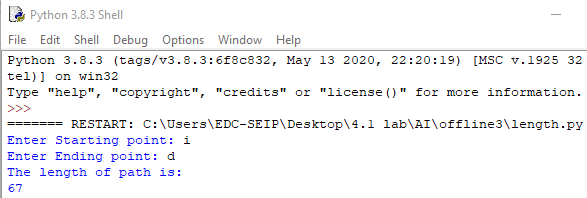 Python 3.8.3 Shell
File Edit Shell Debug Options Window Help
Python 3.8.3 (tags/v3.8.3:6f8c832, May 13 2020, 22:20:19) [MSC v.1925 32
tel)] on win32
Type "help", "copyright", "credits" or "license()" for more information.
>>>
======= RESTART: C:\Users\EDC-SEIP\Desktop\4.1 lab\AI\offline3\length.py
Enter Starting point: i
Enter Ending point: d
The length of path is:
67